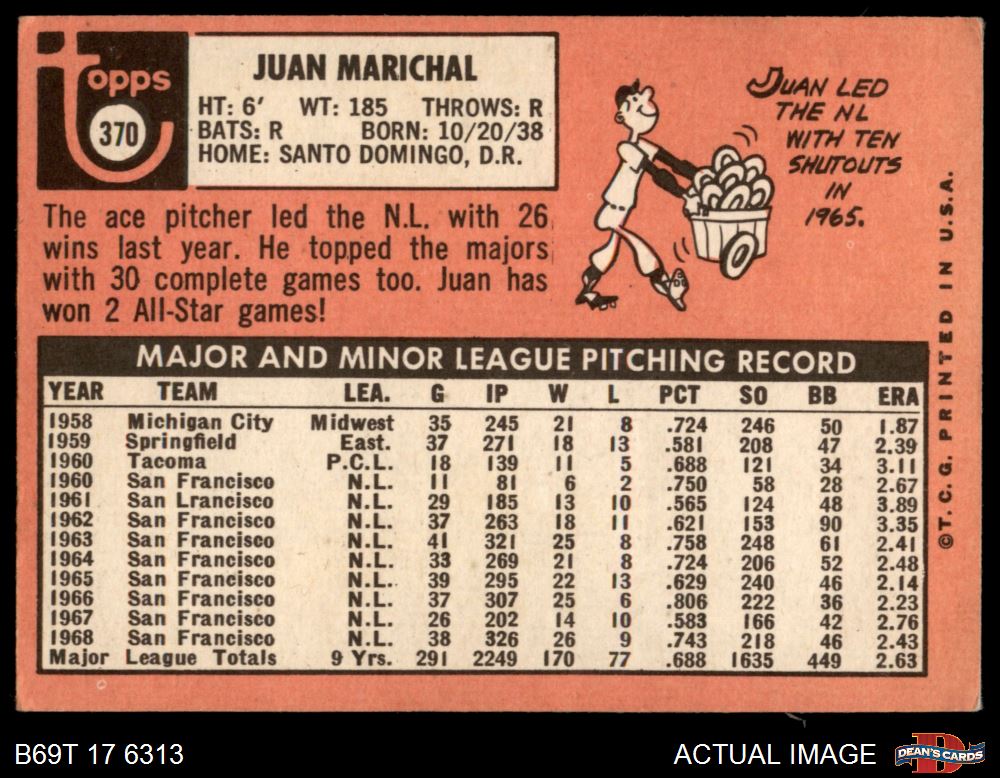 topps
370
JUAN MARICHAL
HT: 6' WT: 185 THROWS: R
BATS: R BORN: 10/20/38
HOME: SANTO DOMINGO, D.R.
The ace pitcher led the N.L. with 26
wins last year. He topped the majors
with 30 complete games too. Juan has
won 2 All-Star games!
JUAN LED
THE NL
WITH TEN
SHUTOUTS
IN
1965.
MAJOR AND MINOR LEAGUE PITCHING RECORD
YEAR TEAM LEA. G IP W L PCT SO BB ERA
1958 Michigan City Midwest 35 245 21 8 .724 246 50 1.87
1959 Springfield East. 37 271 18 13 .581 208 47 2.39
1960 Tacoma P.C.L. 18 139 11 5 .688 121 34 3.11
1960 San Francisco N.L. 11 81 6 2 .750 58 28 2.67
1961 San Lrancisco N.L. 29 185 13 10 .565 124 48 3.89
1962 San Francisco N.L. 37 263 18 11 .621 153 90 3.35
1963 San Francisco N.L. 41 321 25 8 .758 248 61 2.41
1964 San Francisco N.L. 33 269 21 8 .724 206 52 2.48
1965 San Francisco N.L. 39 295 22 13 .629 240 46 2.14
1966 San Francisco N.L. 37 307 25 6 .806 222 36 2.23
1967 San Francisco N.L. 26 202 14 10 .583 166 42 2.76
1968 San Francisco N.L. 38 326 26 9 .743 218 46 2.43
Major League Totals 9 Yrs. 291 2249 170 77 .688 1635 449 2.63
©T. C. G. PRINTED IN U.S.A.
B69T 17 6313
ACTUAL IMAGE
D
DEAN'S CARDS